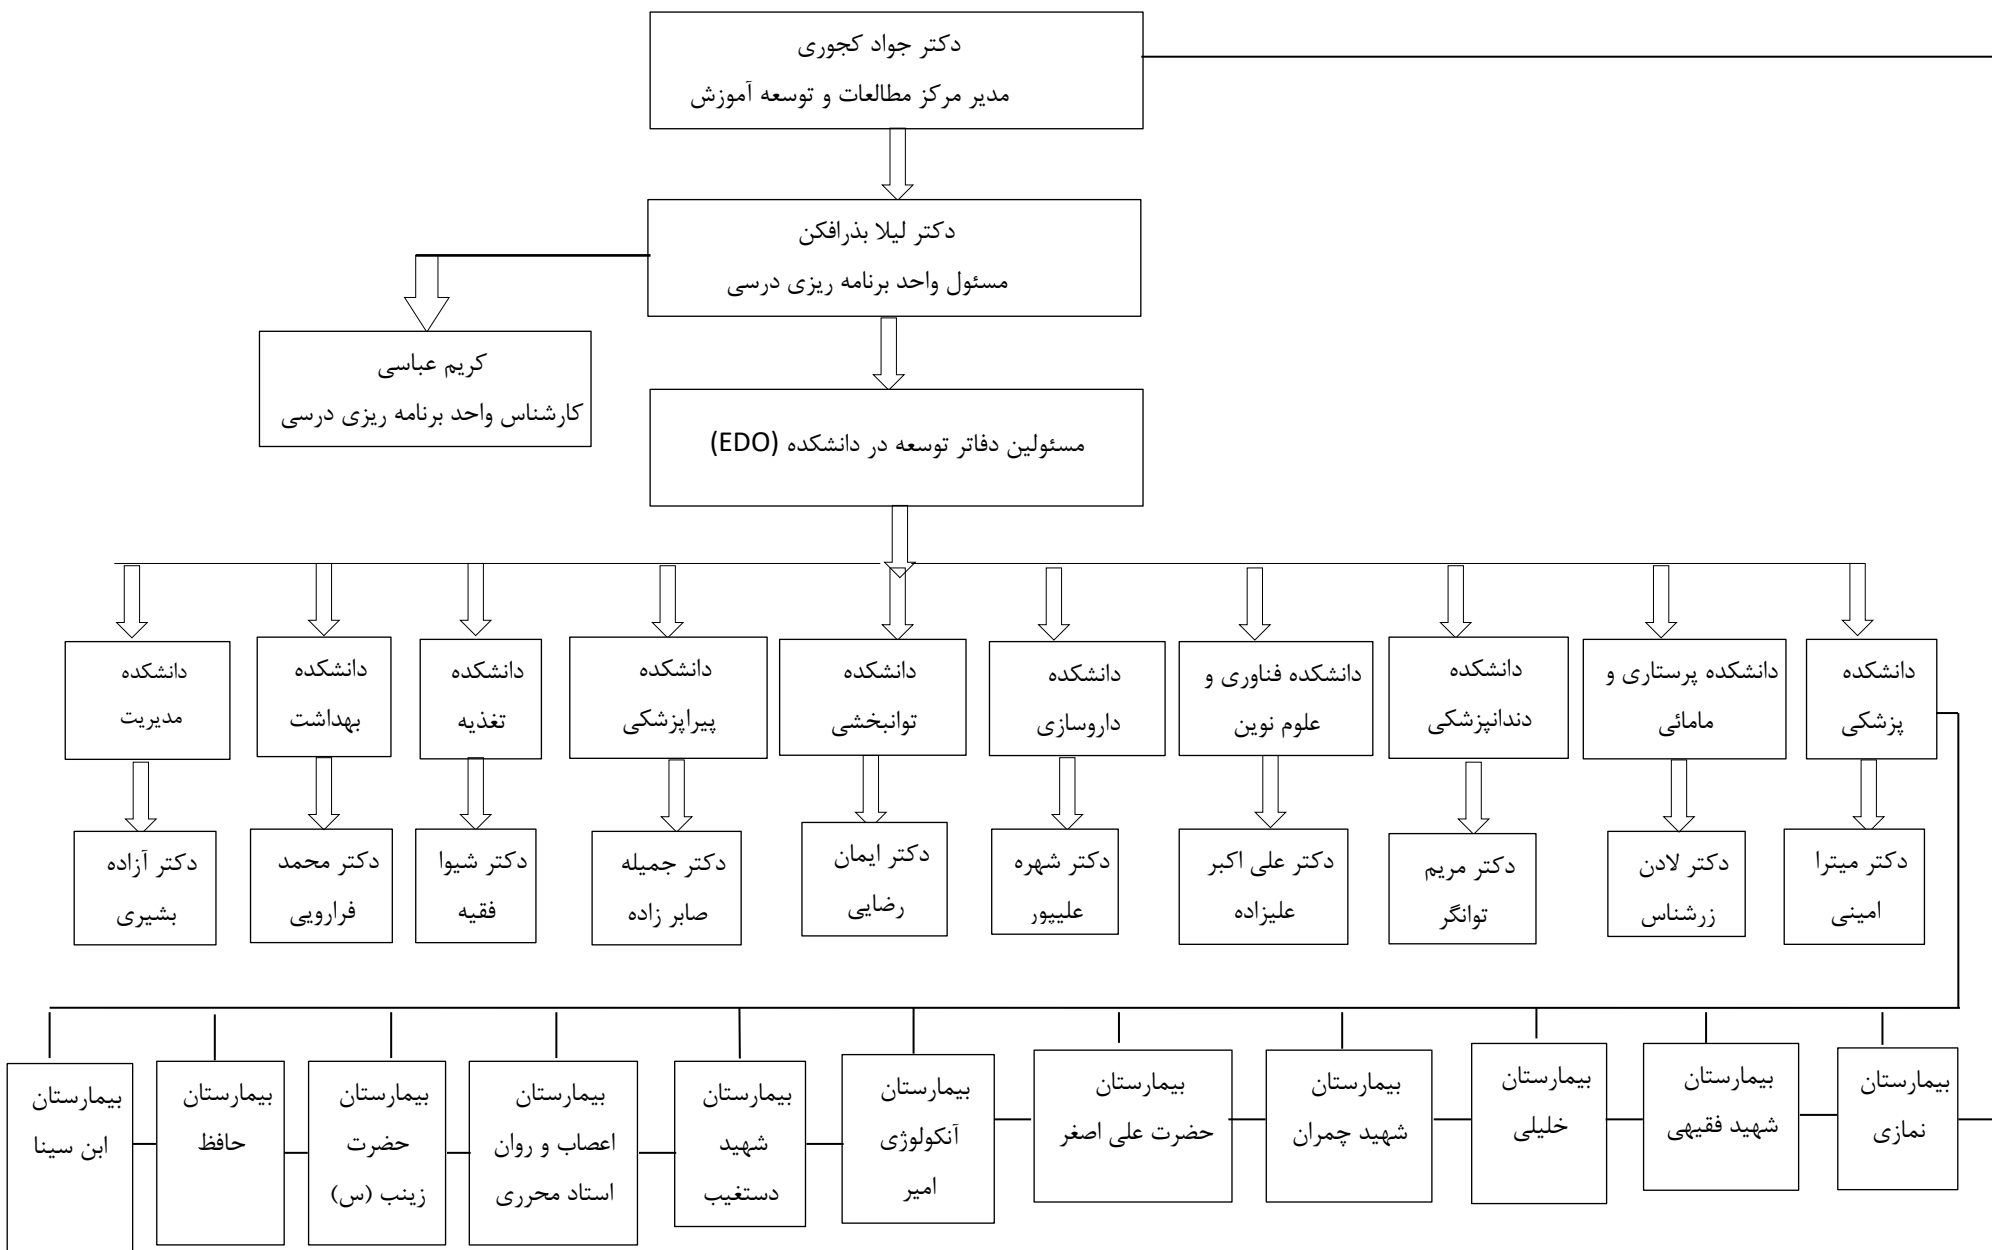 دکتر جواد کجوری
مدیر مرکز مطالعات و توسعه آموزش
دکتر لیلا بذرافکن
مسئول واحد برنامه ریزی درسی
کریم عباسی
کارشناس واحد برنامه ریزی درسی
مسئولین دفاتر توسعه در دانشکده (EDO)
دانشکده
پزشکی
دانشکده پرستاری و
مامائی
دانشکده
دندانپزشکی
دانشکده فناوری و
علوم نوین
دانشکده
داروسازی
دانشکده
توانبخشی
دانشکده
پیراپزشکی
دانشکده
تغذیه
دانشکده
بهداشت
دانشکده
مدیریت
دکتر میترا
امینی
دکتر لادن
زرشناس
دکتر مریم
توانگر
دکتر علی اکبر
علیزاده
دکتر شهره
علیپور
دکتر ایمان
رضایی
دکتر جمیله
صابر زاده
دکتر شیوا
فقیه
دکتر محمد
فرارویی
دکتر آزاده
بشیری
بیمارستان
نمازی
بیمارستان
شهید فقیهی
بیمارستان
خلیلی
بیمارستان
شهید چمران
بیمارستان
حضرت علی اصغر
بیمارستان
آنکولوژی
امیر
بیمارستان
شهید
دستغیب
بیمارستان
اعصاب و روان
استاد محرری
بیمارستان
حضرت
زینب (س)
بیمارستان
حافظ
بیمارستان
ابن سینا